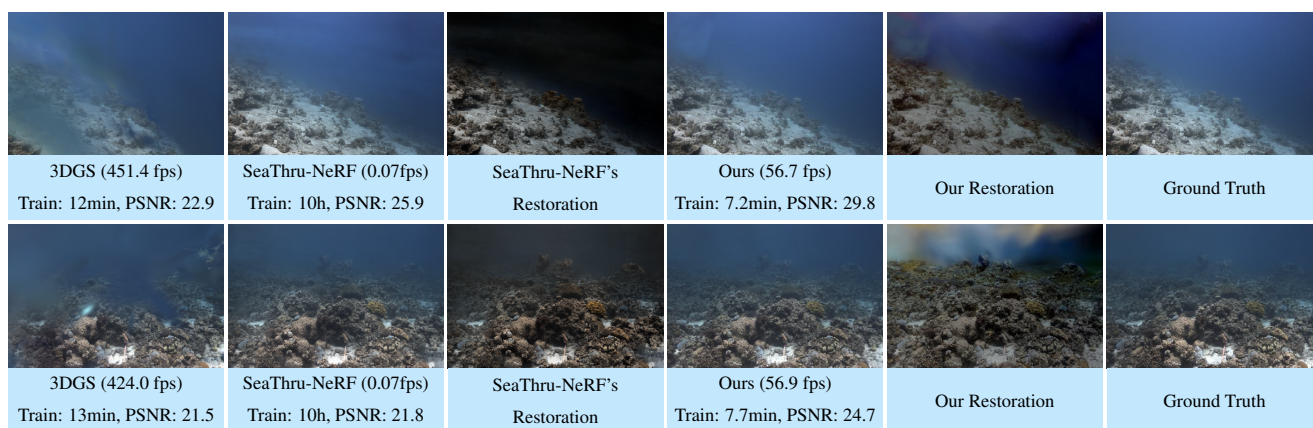 3DGS (451.4 fps)
Train: 12min, PSNR: 22.9
SeaThru-NeRF (0.07fps)
Train: 10h, PSNR: 25.9
SeaThru-NeRF's
Restoration
Ours (56.7 fps)
Train: 7.2min, PSNR: 29.8
Our Restoration
Ground Truth
3DGS (424.0 fps)
Train: 13min, PSNR: 21.5
SeaThru-NeRF (0.07fps)
Train: 10h, PSNR: 21.8
SeaThru-NeRF's
Restoration
Ours (56.9 fps)
Train: 7.7min, PSNR: 24.7
Our Restoration
Ground Truth